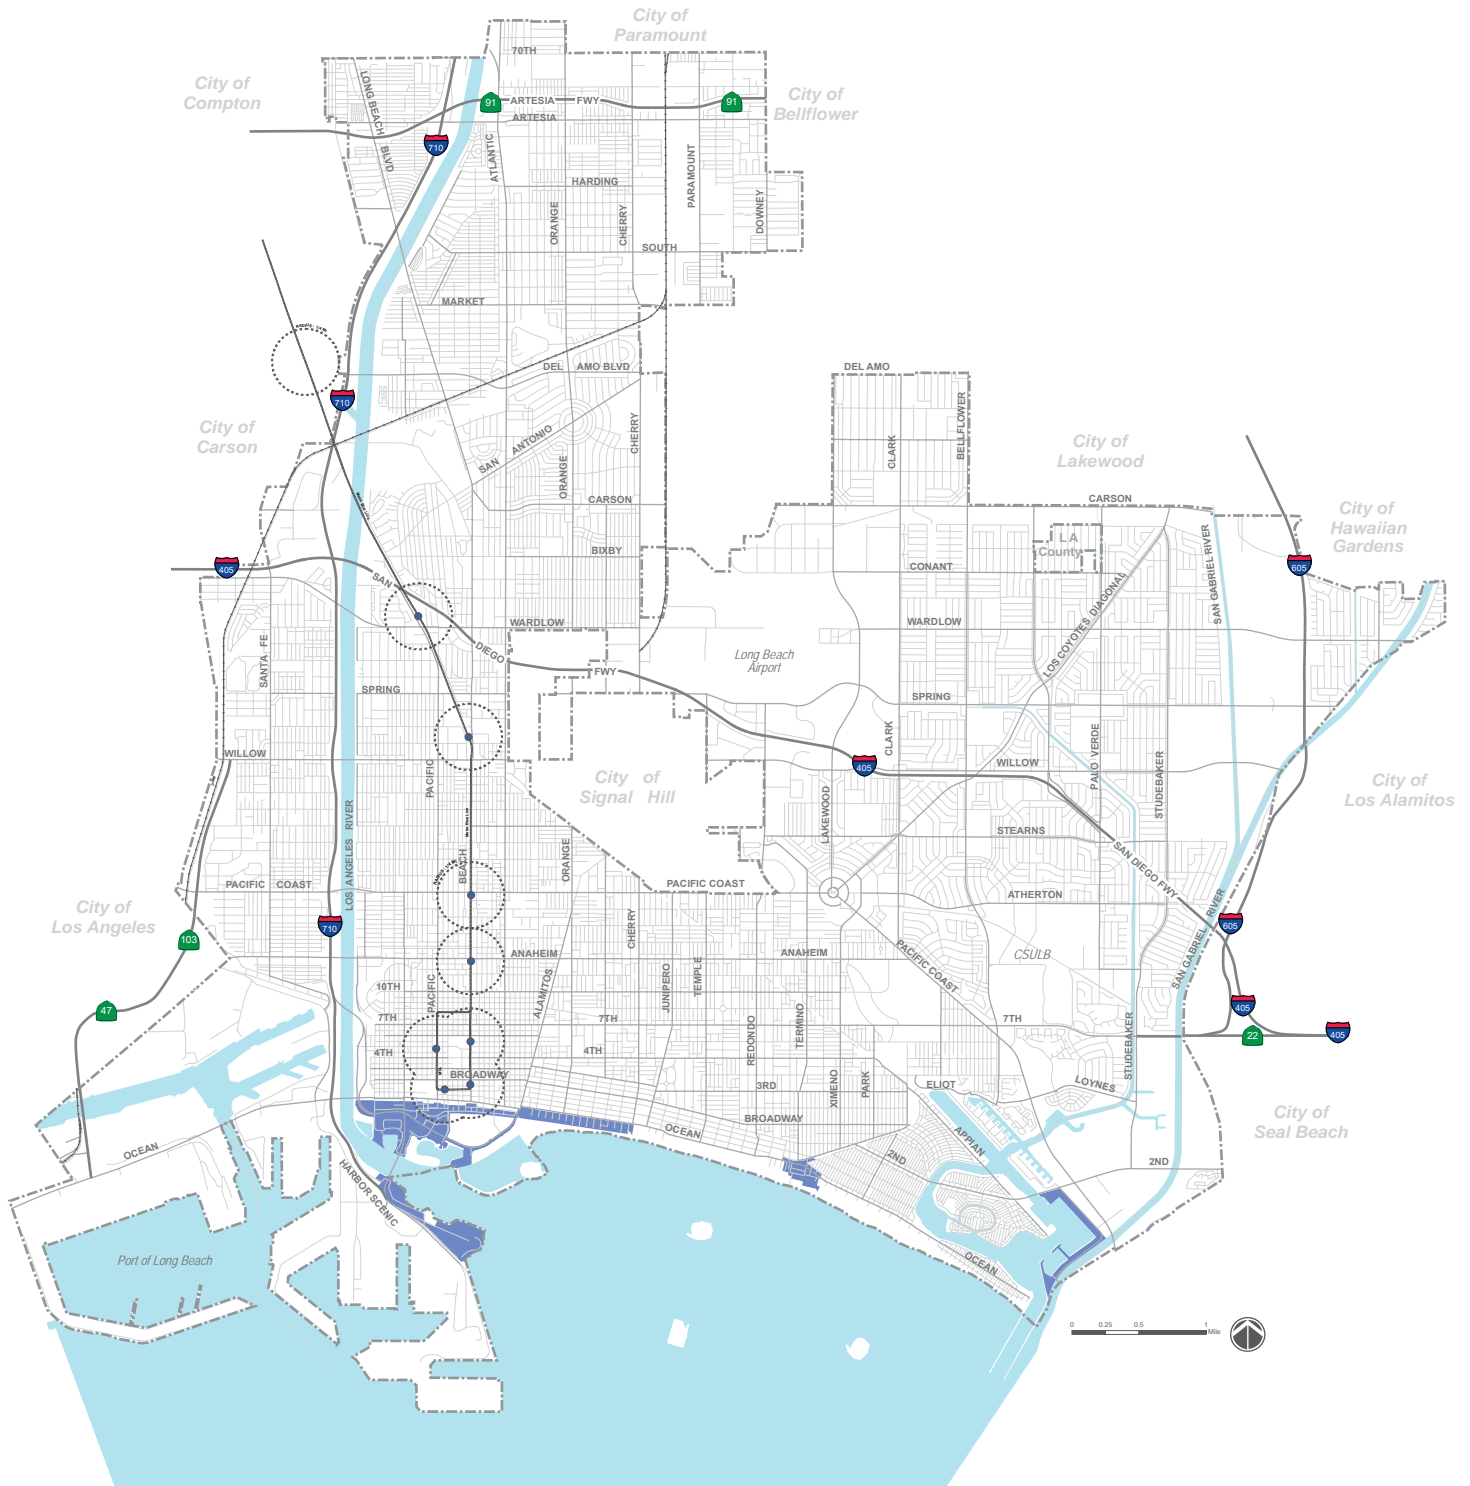 City of
Paramount
70TH
City of
Compton
LONG BEACH
BLVD
91
ARTESIA
FWY
91
City of
Bellflower
ARTESIA
710
ATLANTIC
HARDING
PARAMOUNT
ORANGE
CHERRY
DOWNEY
SOUTH
MARKET
DEL
AMO BLVD
DEL AMO
710
City of
Carson
SAN
ANTONIO
ORANGE
CHERRY
CLARK
BELLFLOWER
City of
Lakewood
CARSON
CARSON
City of
Hawaiian
Gardens
BIXBY
LA
County
CONANT
SAN GABRIEL RIVER
405
605
SAN
DIEGO
FWY
WARDLOW
WARDLOW
LOS COYOTES DIAGONAL
SANTA FE
Long Beach
Airport
SPRING
SPRING
WILLOW
PACIFIC
CLARK
405
WILLOW
PALO VERDE
STUDEBAKER
City of
Signal Hill
City of
Los Alamitos
LOS ANGELES RIVER
LAKEWOOD
STEARNS
BEACH
ORANGE
SAN DIEGO FWY
PACIFIC COAST
PACIFIC COAST
ATHERTON
City of
Los Angeles
103
710
CHERRY
605
SAN GABRIEL
RIVER
ANAHEIM
ANAHEIM
PACIFIC COAST
CSULB
JUNIPERO
TEMPLE
10TH
PACIFIC
ALAMITOS
47
7TH
7TH
REDONDO
TERMINO
7TH
405
22
405
4TH
4TH
STUDEBAKER
BROADWAY
3RD
XIMENO
PARK
ELIOT
LOYNES
BROADWAY
OCEAN
APPIAN
City of
Seal Beach
OCEAN
2ND
2ND
HARBOR SCENIC
Port of Long Beach
OCEAN
0
0.25
0.5
1
Mile